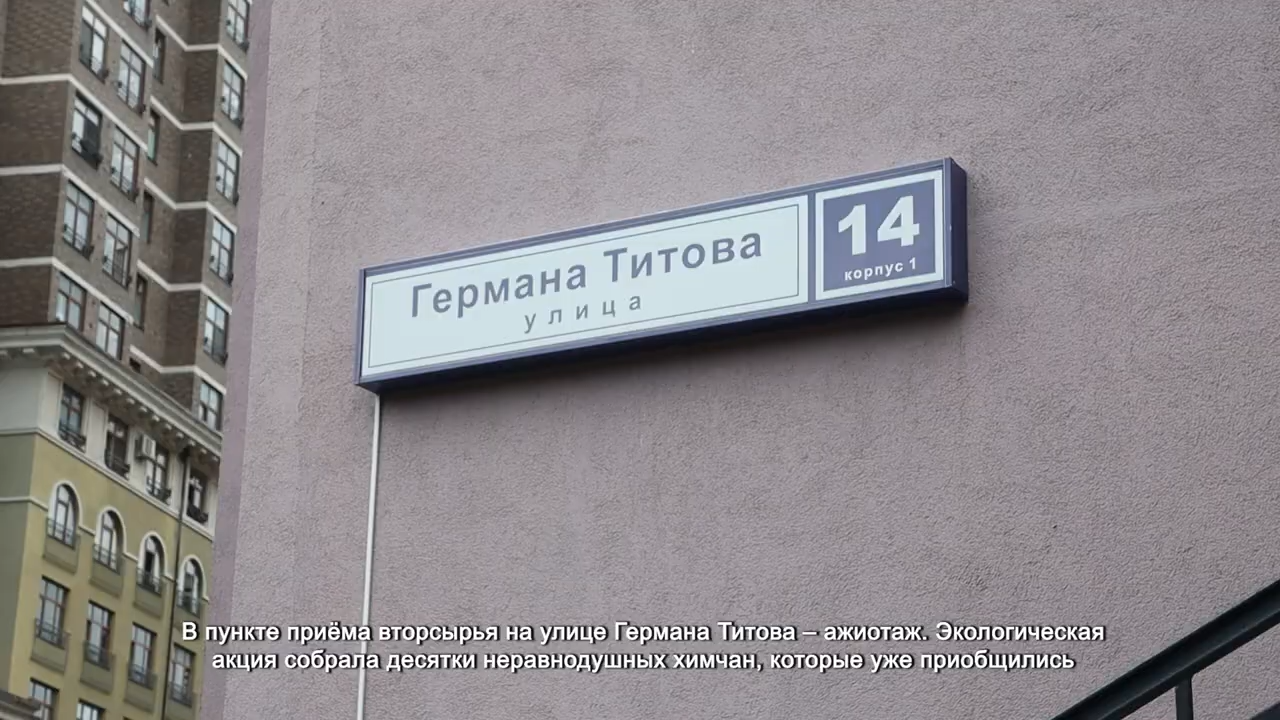 Германа Титова
улица
14
корпус 1
В пункте приёма вторсырья на улице Германа Титова – ажиотаж. Экологическая
акция собрала десятки неравнодушных химчан, которые уже приобщились